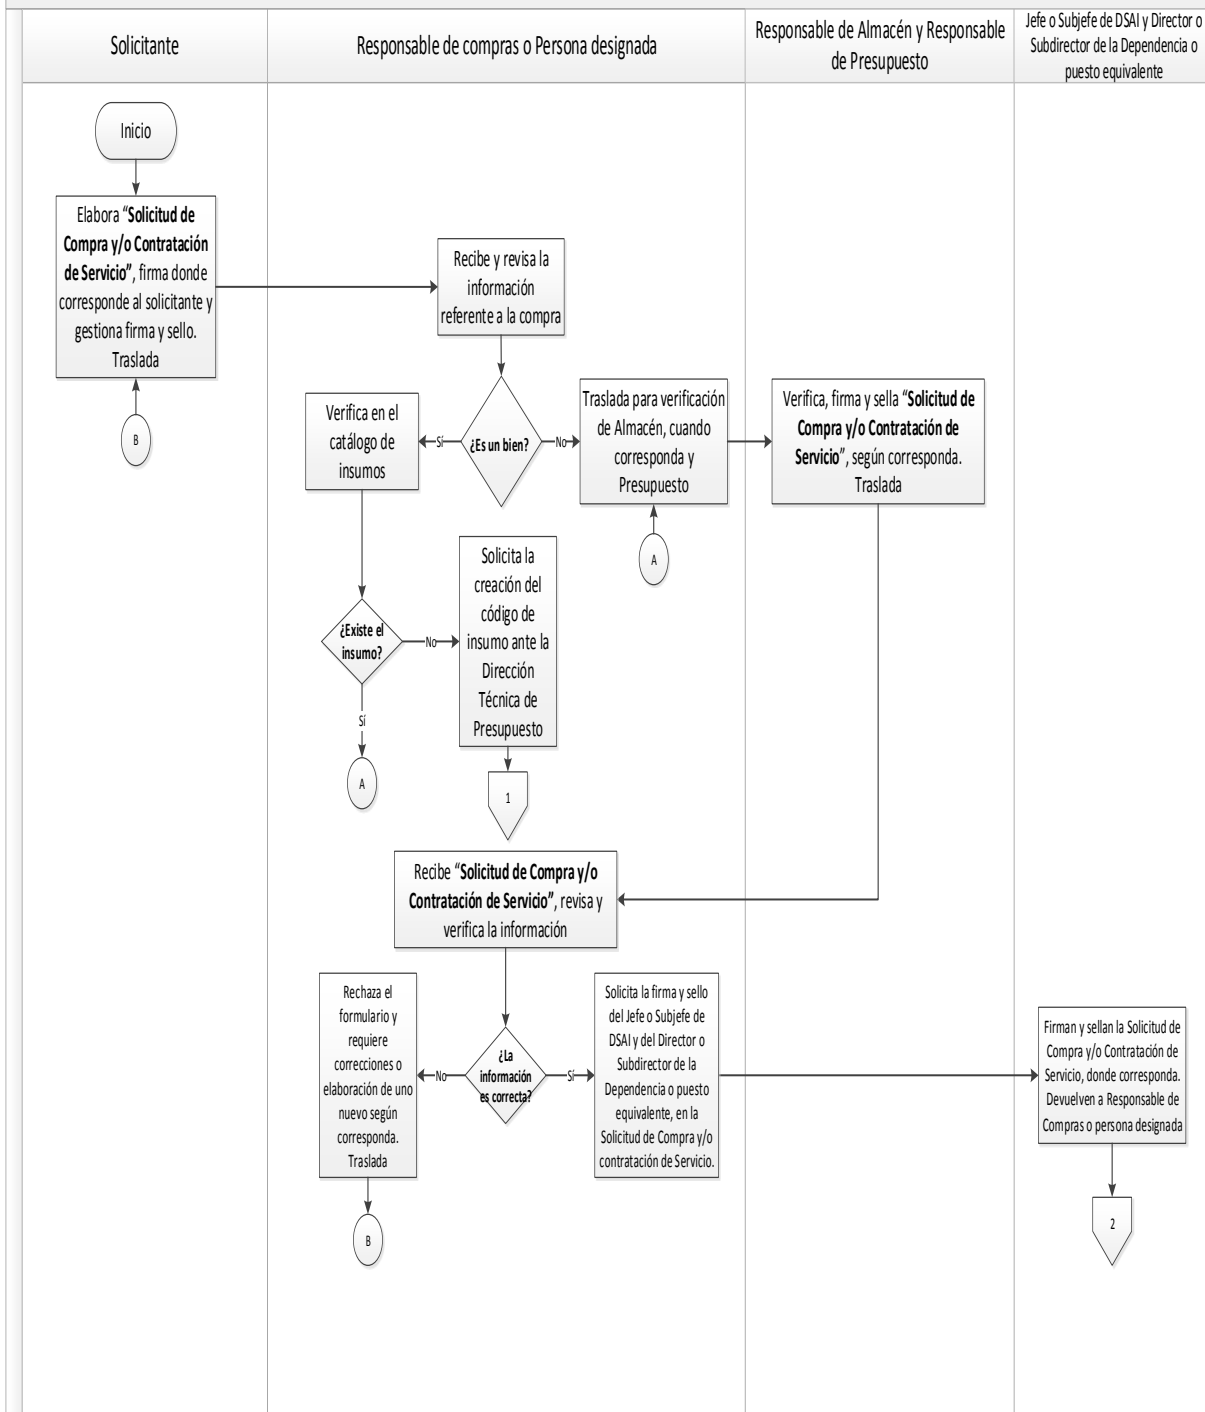 Solicitante
Responsable de compras o Persona designada
Responsable de Almacén y Responsable
de Presupuesto
Jefe o Subjefe de DSAI y Director o
Subdirector de la Dependencia o
puesto equivalente
Inicio
Elabora “Solicitud de
Compra y/o Contratación
de Servicio”, firma donde
corresponde al solicitante y
gestiona firma y sello.
Traslada
B
Recibe y revisa la
información
referente a la compra
¿Es un bien?
Sí
No
Verifica en el
catálogo de
insumos
Traslada para verificación
de Almacén, cuando
corresponda y
Presupuesto
A
Verifica, firma y sella “Solicitud de
Compra y/o Contratación de
Servicio”, según corresponda.
Traslada
¿Existe el
insumo?
No
Sí
A
Solicita la
creación del
código de
insumo ante la
Dirección
Técnica de
Presupuesto
1
Recibe “Solicitud de Compra y/o
Contratación de Servicio”, revisa y
verifica la información
¿La
información
es correcta?
No
Sí
Rechaza el
formulario y
requiere
correcciones o
elaboración de uno
nuevo según
corresponda.
Traslada
B
Solicita la firma y sello
del Jefe o Subjefe de
DSAI y del Director o
Subdirector de la
Dependencia o puesto
equivalente, en la
Solicitud de Compra y/o
contratación de Servicio.
Firman y sellan la Solicitud de
Compra y/o Contratación de
Servicio, donde corresponda.
Devuelven a Responsable de
Compras o persona designada
2